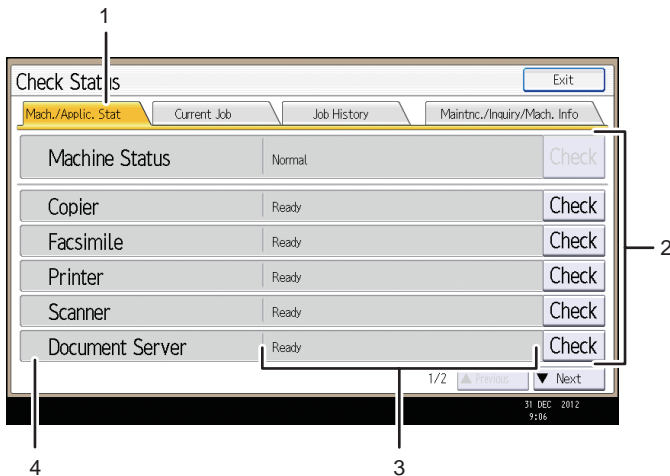 1
Check Status
Exit
Mach./Applic. Stat
Current Job
Job History
Maintnc./Inquiry/Mach. Info
Machine Status
Normal
Check
Copier
Ready
Check
Facsimile
Ready
Check
2
Printer
Ready
Check
Scanner
Ready
Check
Document Server
Ready
Check
1/2
▲ Previous
▼ Next
31 DEC 2012
9:06
4
3